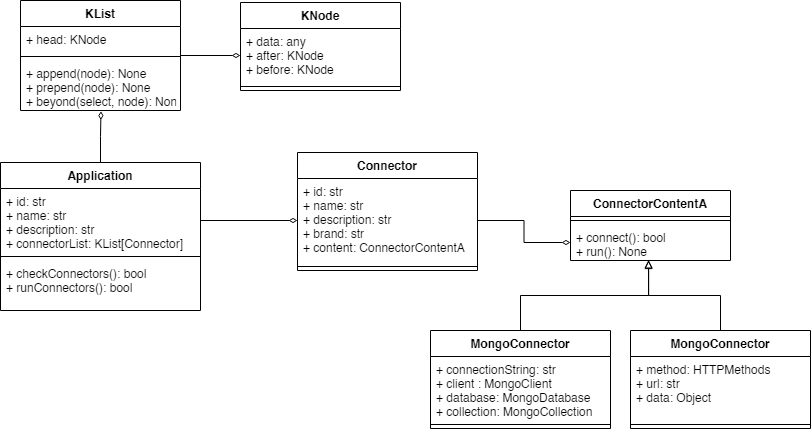 KList
+ head: KNode
+ append(node): None
+ prepend(node): None
+ beyond(select, node): Non
KNode
+ data: any
+ after: KNode
+ before: KNode
Application
+ id: str
+ name: str
+ description: str
+ connectorList: KList[Connector]
+ checkConnectors(): bool
+ runConnectors(): bool
Connector
+ id: str
+ name: str
+ description: str
+ brand: str
+ content: ConnectorContentA
ConnectorContentA
+ connect(): bool
+ run(): None
MongoConnector
+ connectionString: str
+ client : MongoClient
+ database: MongoDatabase
+ collection: MongoCollection
MongoConnector
+ method: HTTPMethods
+ url: str
+ data: Object